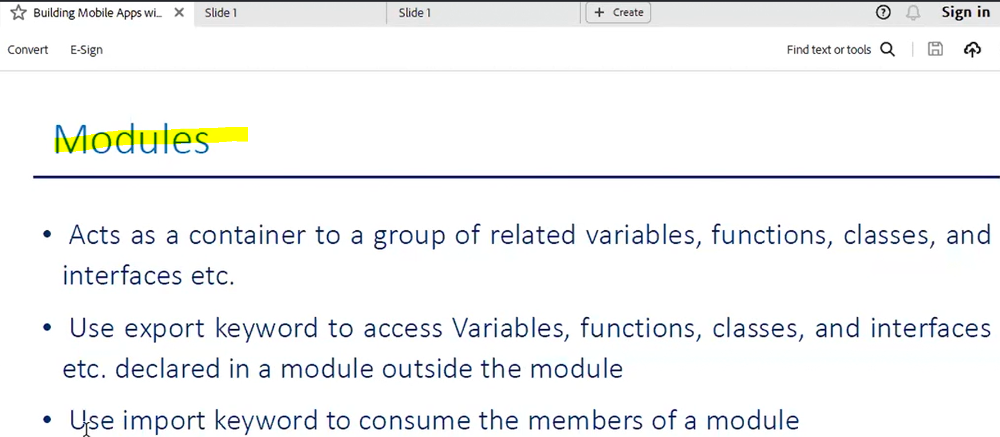 Building Mobile Apps wi...
Slide 1
Slide 1
+ Create
Sign in
Convert
E-Sign
Find text or tools
Modules
• Acts as a container to a group of related variables, functions, classes, and
interfaces etc.
• Use export keyword to access Variables, functions, classes, and interfaces
etc. declared in a module outside the module
• Use import keyword to consume the members of a module